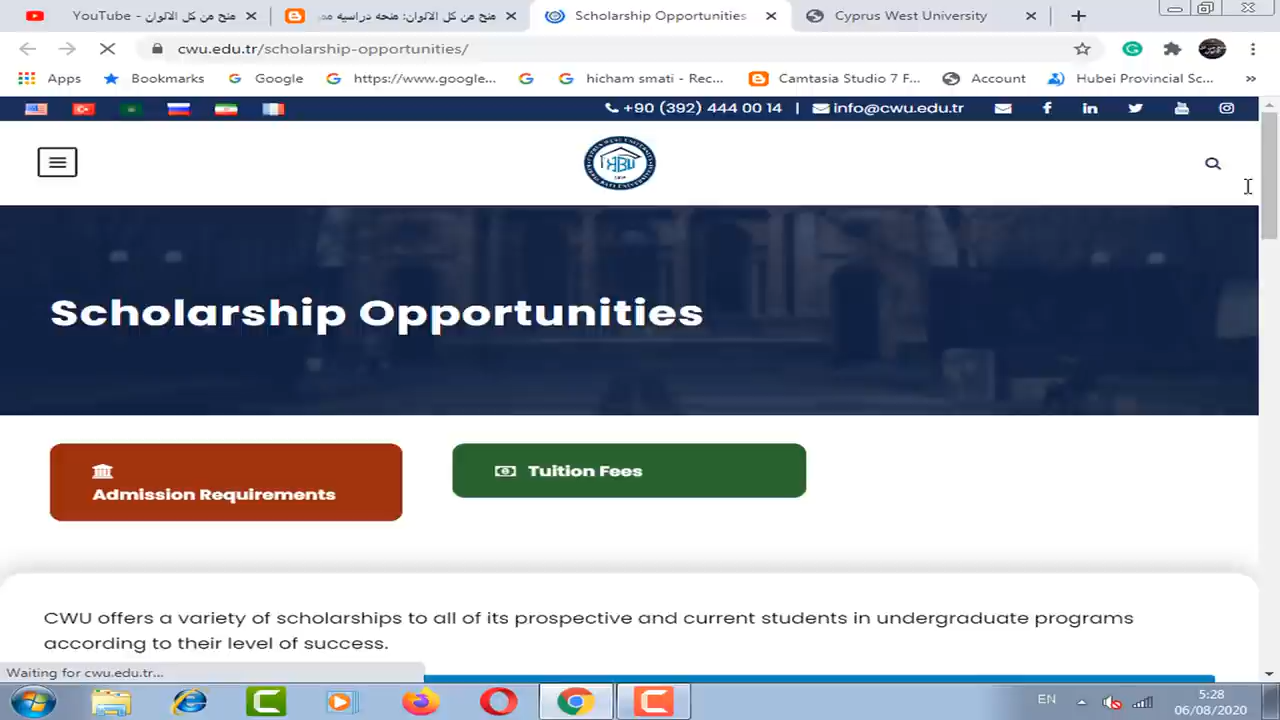 YouTube - منح من كل الالوان
منح من كل الالوان: منحه دراسيه مم
Scholarship Opportunities
Cyprus West University
cwu.edu.tr/scholarship-opportunities/
Apps
Bookmarks
Google
https://www.google...
hicham smati - Rec...
Camtasia Studio 7 F...
Account
Hubei Provincial Sc...
»
+90 (392) 444 00 14 | info@cwu.edu.tr
Scholarship Opportunities
Admission Requirements
Tuition Fees
CWU offers a variety of scholarships to all of its prospective and current students in undergraduate programs
according to their level of success.
Waiting for cwu.edu.tr...
EN
5:28
06/08/2020